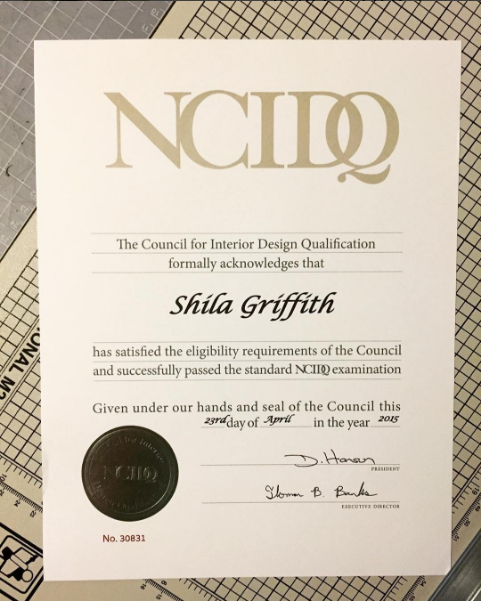 NCIDQ
The Council for Interior Design Qualification
formally acknowledges that
Shila Griffith
has satisfied the eligibility requirements of the Council
and successfully passed the standard NCIDQ examination
Given under our hands and seal of the Council this
23rd day of April in the year 2015
D. Hansen
PRESIDENT
Thomas B. Banks
EXECUTIVE DIRECTOR
NCIDQ
No. 30831
ONAL M